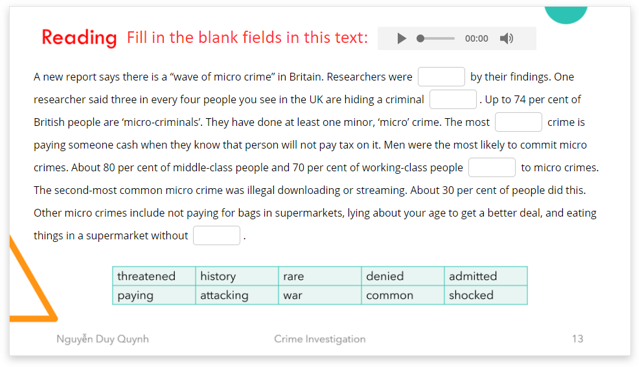 Reading Fill in the blank fields in this text: 00:00
A new report says there is a “wave of micro crime” in Britain. Researchers were by their findings. One
researcher said three in every four people you see in the UK are hiding a criminal . Up to 74 per cent of
British people are ‘micro-criminals’. They have done at least one minor, ‘micro’ crime. The most crime is
paying someone cash when they know that person will not pay tax on it. Men were the most likely to commit micro
crimes. About 80 per cent of middle-class people and 70 per cent of working-class people to micro crimes.
The second-most common micro crime was illegal downloading or streaming. About 30 per cent of people did this.
Other micro crimes include not paying for bags in supermarkets, lying about your age to get a better deal, and eating
things in a supermarket without .
threatened history rare denied admitted
paying attacking war common shocked
Nguyễn Duy Quynh Crime Investigation 13